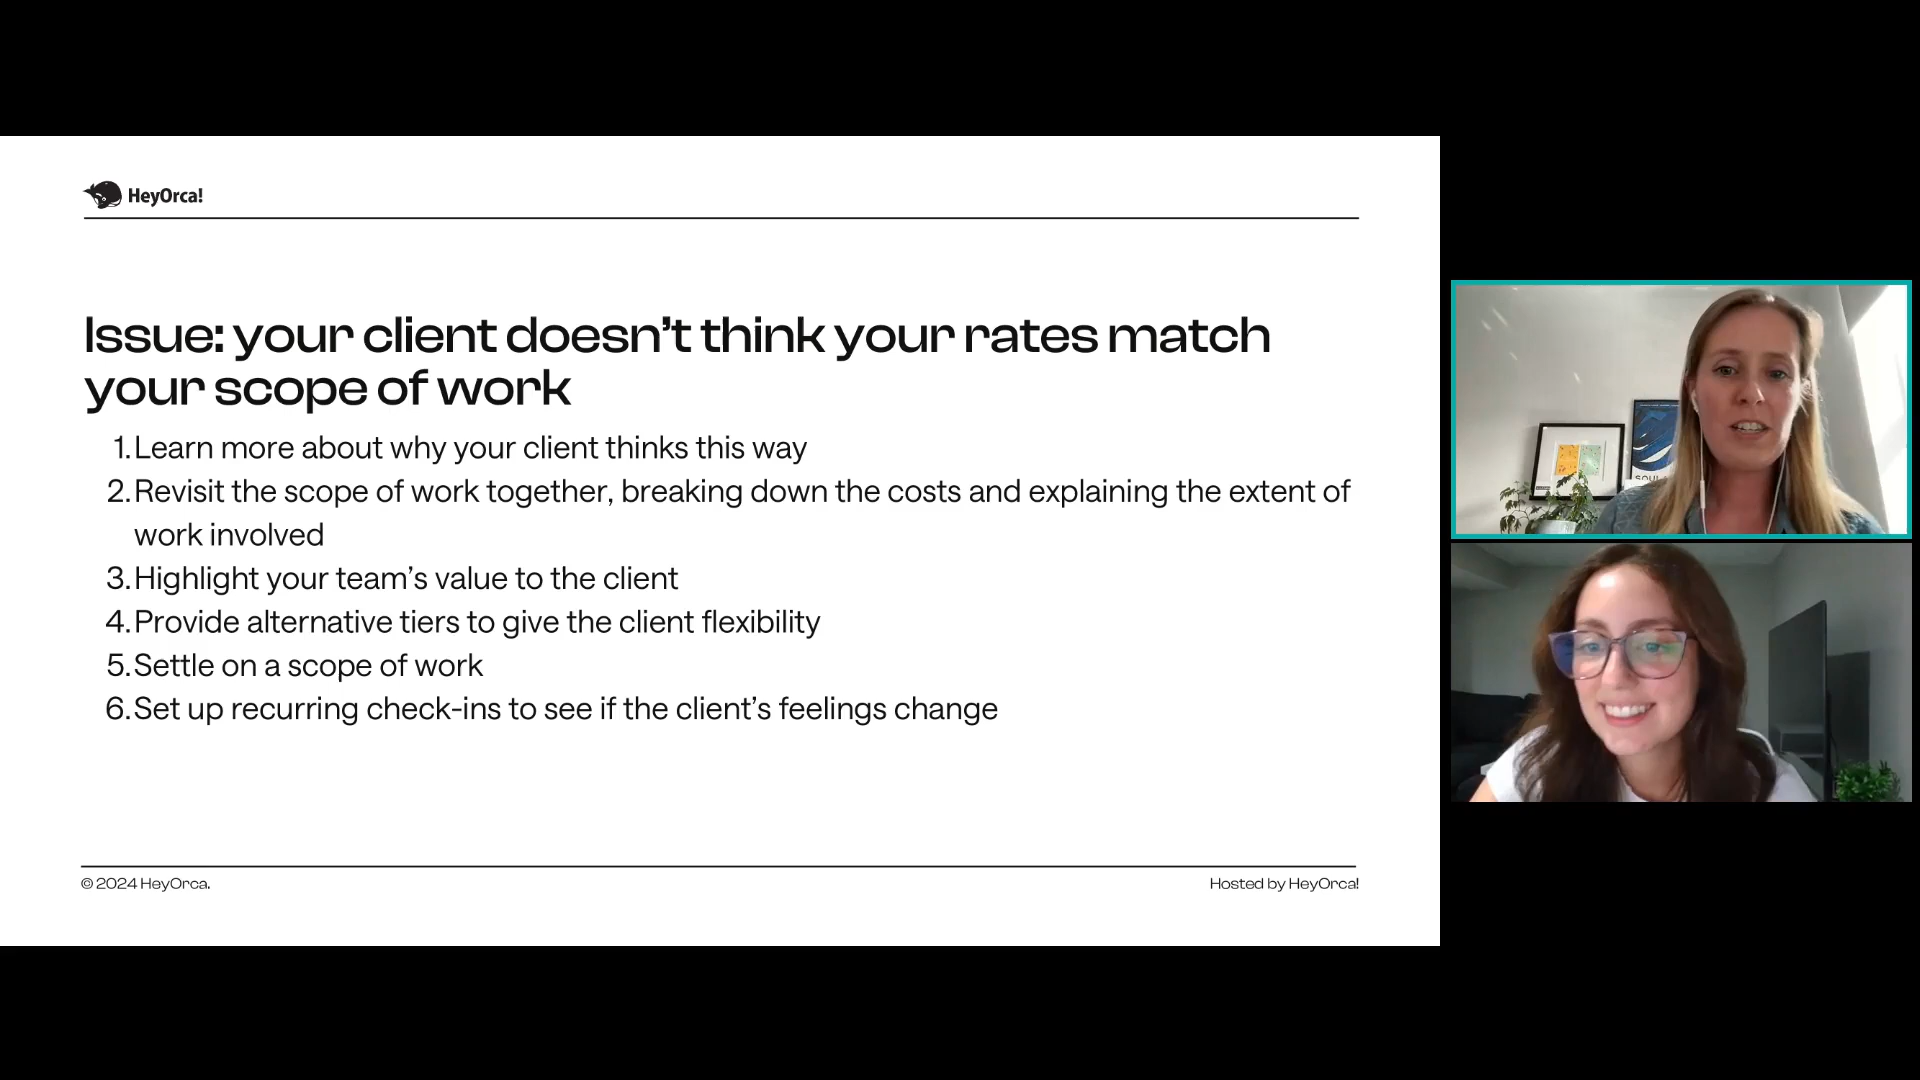 HeyOrca!
Issue: your client doesn’t think your rates match
your scope of work
1. Learn more about why your client thinks this way
2. Revisit the scope of work together, breaking down the costs and explaining the extent of
work involved
3. Highlight your team’s value to the client
4. Provide alternative tiers to give the client flexibility
5. Settle on a scope of work
6. Set up recurring check-ins to see if the client’s feelings change
© 2024 HeyOrca.
Hosted by HeyOrca!